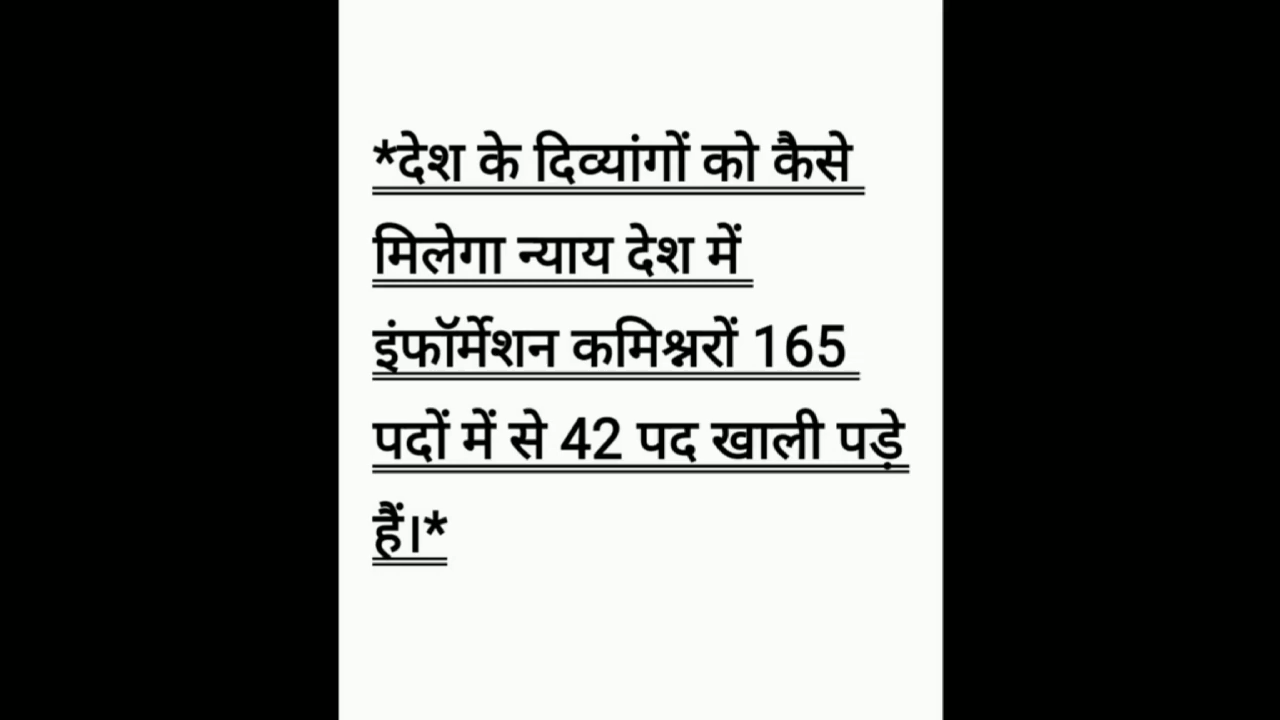 *देश के दिव्यांगों को कैसे
मिलेगा न्याय देश में
इंफॉर्मेशन कमिश्नरों 165
पदों में से 42 पद खाली पड़े
हैं।*